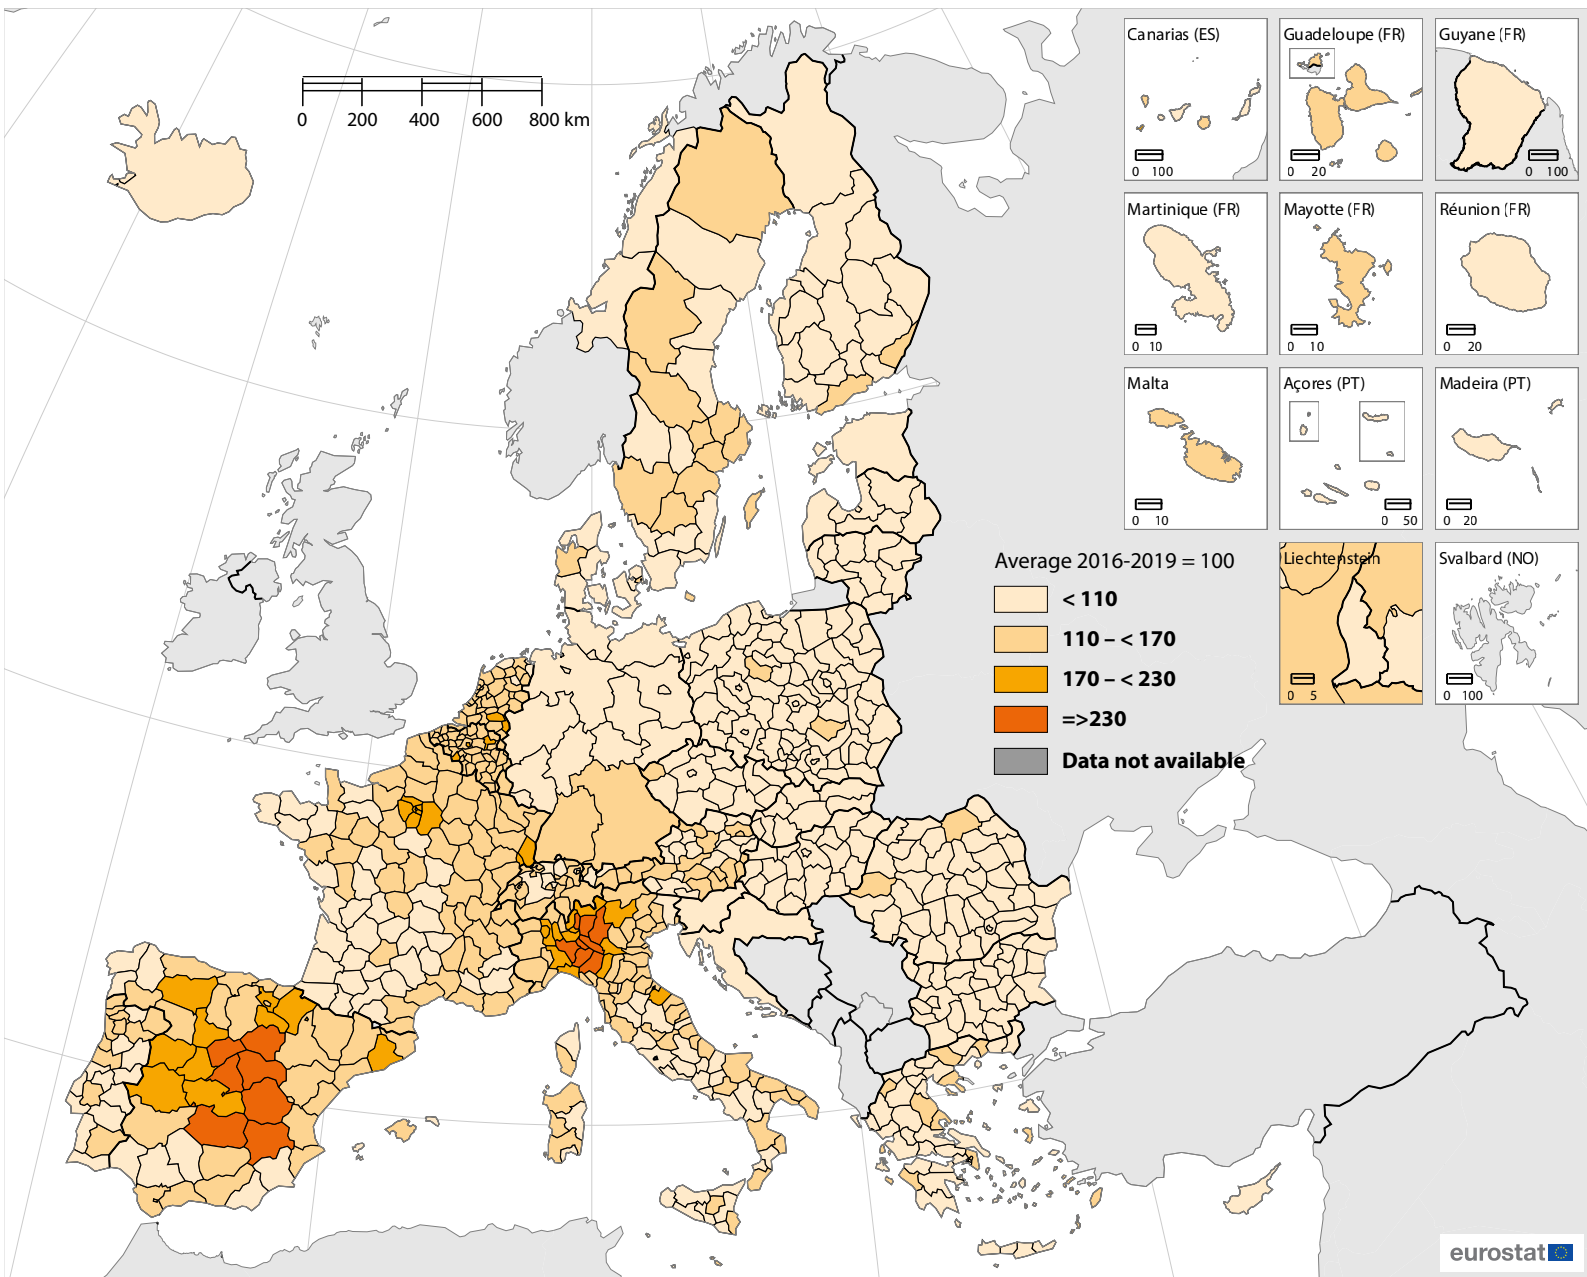 0 200 400 600 800 km
Canarias (ES)
0 100
Guadeloupe (FR)
0 20
Guyane (FR)
0 100
Martinique (FR)
0 10
Mayotte (FR)
0 10
Réunion (FR)
0 20
Malta
0 10
Açores (PT)
0 50
Madeira (PT)
0 20
Liechtenstein
0 5
Svalbard (NO)
0 100
Average 2016-2019 = 100
< 110
110 – < 170
170 – < 230
=>230
Data not available
eurostat